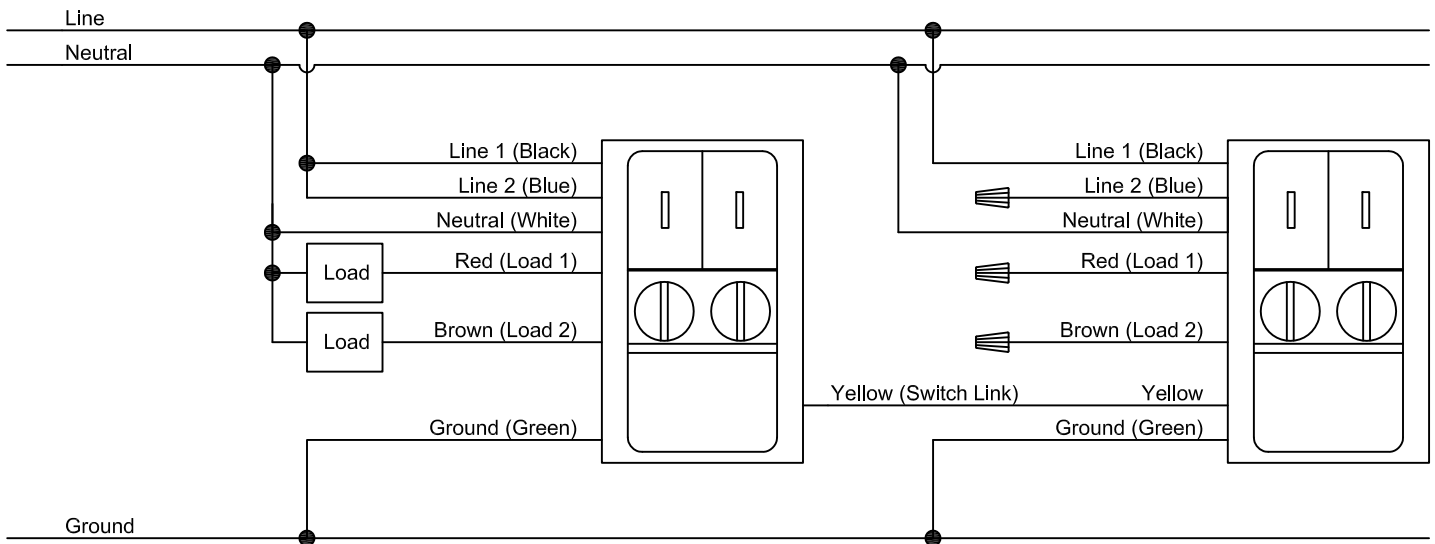 Line
Neutral
Line 1 (Black)
Line 2 (Blue)
Neutral (White)
Load
Red (Load 1)
Load
Brown (Load 2)
Yellow (Switch Link)
Ground (Green)
Line 1 (Black)
Line 2 (Blue)
Neutral (White)
Red (Load 1)
Brown (Load 2)
Yellow
Ground (Green)
Ground